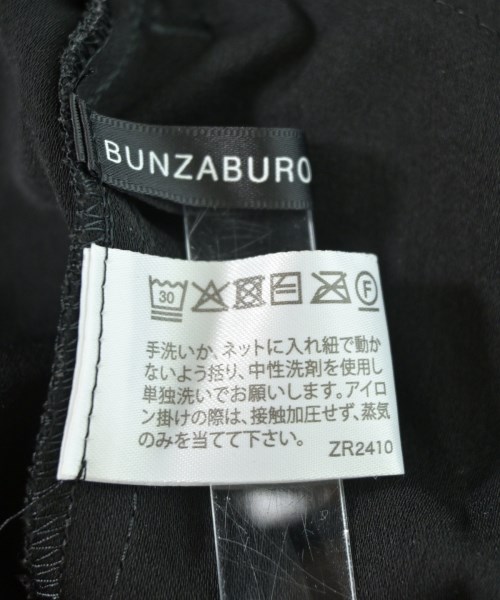 BUNZABURO
30
F
手洗いか、ネットに入れ紐で動か
ないよう括り、中性洗剤を使用し
単独洗いでお願いします。アイロ
ン掛けの際は、接触加圧せず、蒸気
のみを当てて下さい。
ZR2410